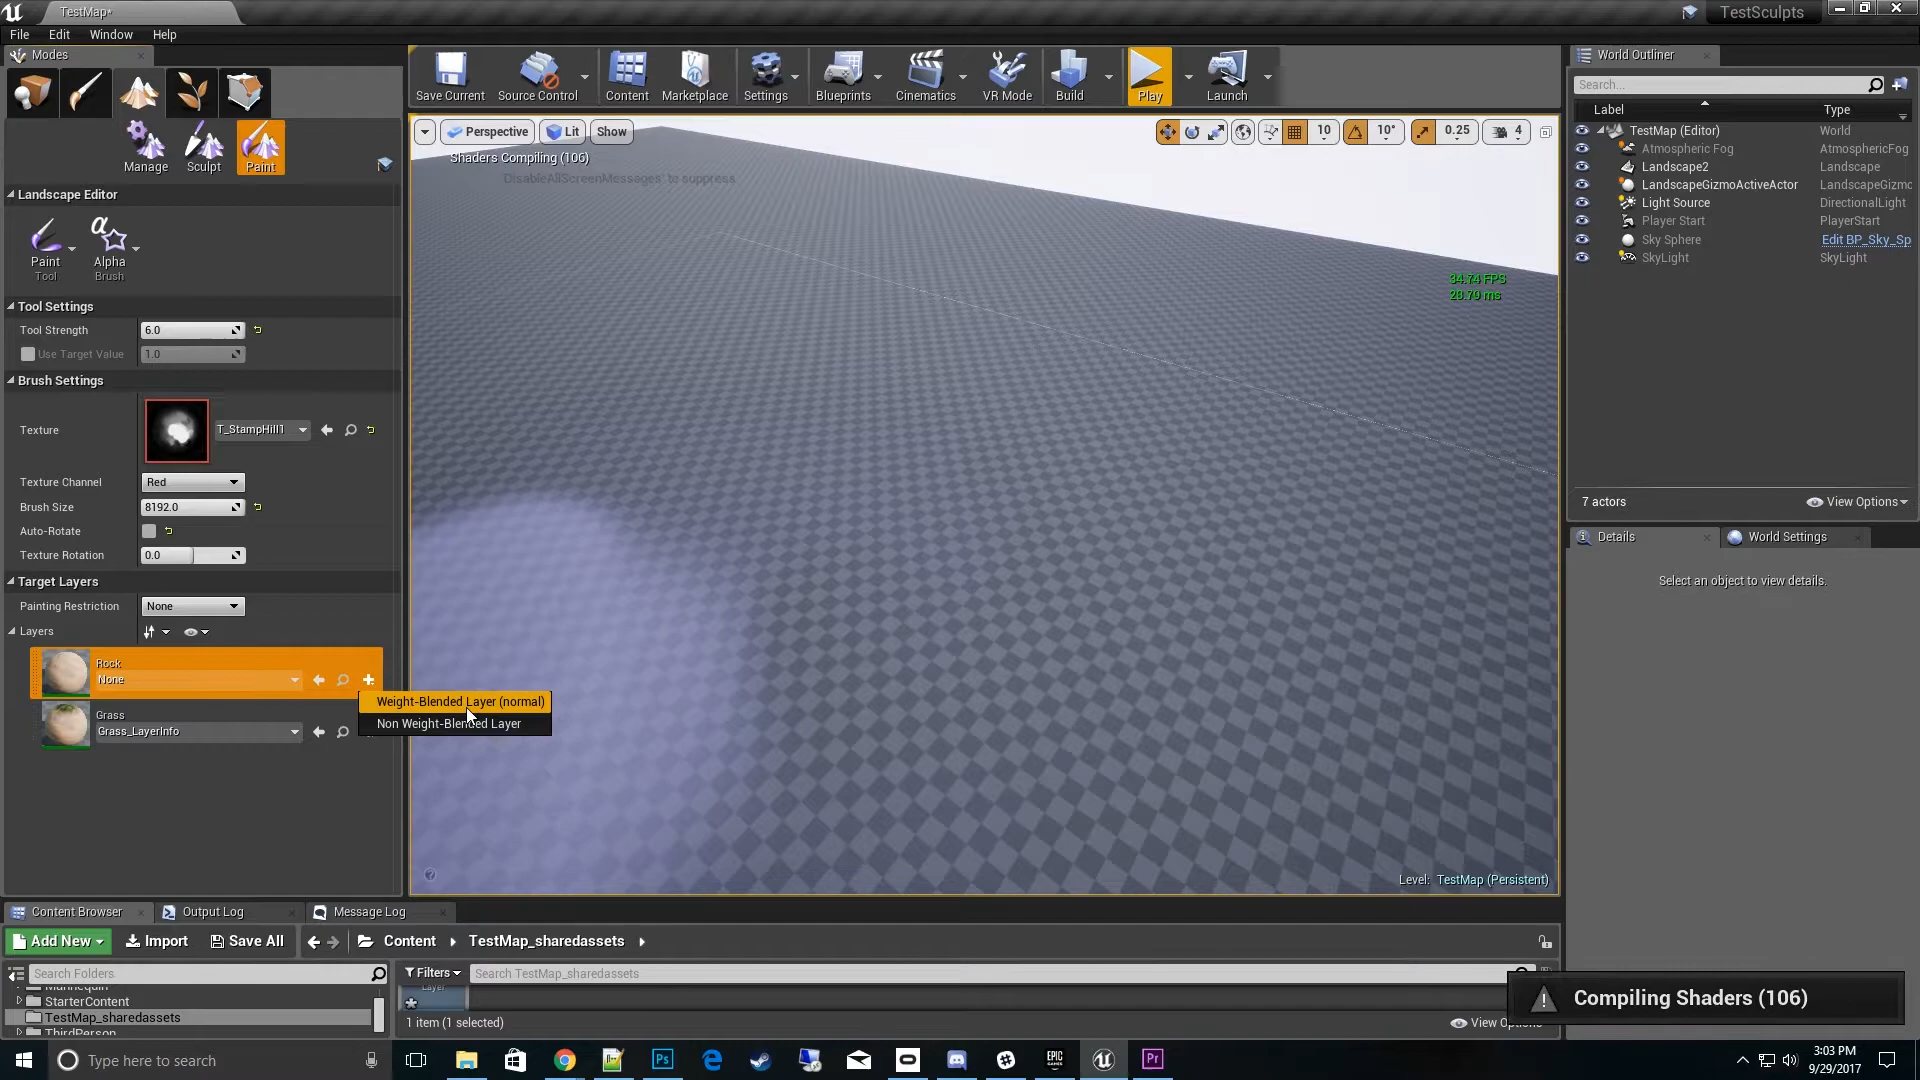 TestMap*
TestSculpts
File Edit Window Help
Modes
Manage Sculpt Paint
Landscape Editor
Paint Alpha
Tool Brush
Tool Settings
Tool Strength 6.0
Use Target Value 1.0
Brush Settings
Texture T_StampHill1
Texture Channel Red
Brush Size 8192.0
Auto-Rotate
Texture Rotation 0.0
Target Layers
Painting Restriction None
Layers
Rock
None
Grass
Grass_LayerInfo
Weight-Blended Layer (normal)
Non Weight-Blended Layer
Save Current Source Control Content Marketplace Settings Blueprints Cinematics VR Mode Build Play Launch
Perspective Lit Show
10 10° 0.25 4
Shaders Compiling (106)
'DisableAllScreenMessages' to suppress
34.74 FPS
28.79 ms
Level: TestMap (Persistent)
World Outliner
Search...
Label Type
TestMap (Editor) World
Atmospheric Fog AtmosphericFog
Landscape2 Landscape
LandscapeGizmoActiveActor LandscapeGizmo
Light Source DirectionalLight
Player Start PlayerStart
Sky Sphere Edit BP_Sky_Sp
SkyLight SkyLight
7 actors View Options
Details World Settings
Select an object to view details.
Content Browser Output Log Message Log
Add New Import Save All Content TestMap_sharedassets
Search Folders
Filters Search TestMap_sharedassets
Mannequin
StarterContent
TestMap_sharedassets
ThirdPerson
Layer
1 item (1 selected) View Options
Compiling Shaders (106)
Type here to search
3:03 PM
9/29/2017